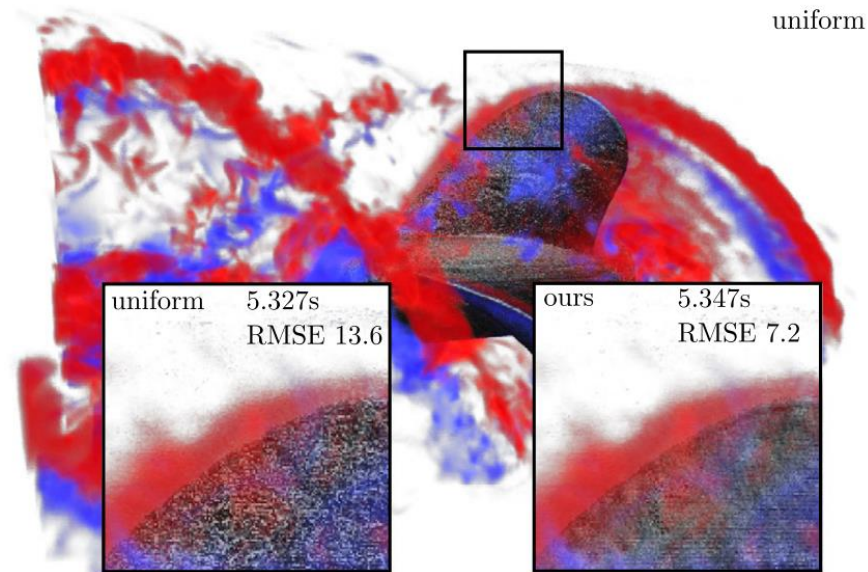 uniform
uniform 5.327s
RMSE 13.6
ours 5.347s
RMSE 7.2